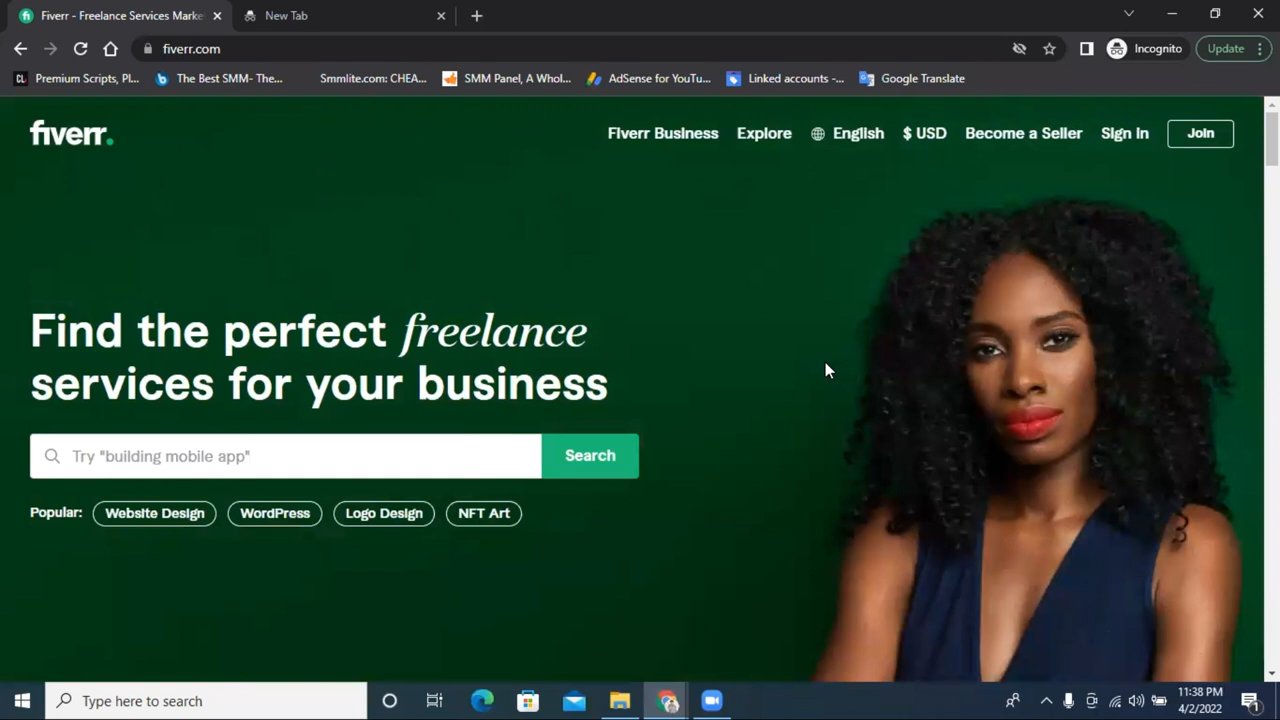 Fiverr - Freelance Services Marke
New Tab
fiverr.com
Incognito
Update
CL
Premium Scripts, Pl...
The Best SMM- The...
Smmlite.com: CHEA...
SMM Panel, A Whol...
AdSense for YouTu...
Linked accounts -...
Google Translate
fiverr.
Fiverr Business
Explore
English
$ USD
Become a Seller
Sign In
Join
Find the perfect freelance
services for your business
Try "building mobile app"
Search
Popular:
Website Design
WordPress
Logo Design
NFT Art
Type here to search
11:38 PM
4/2/2022
1